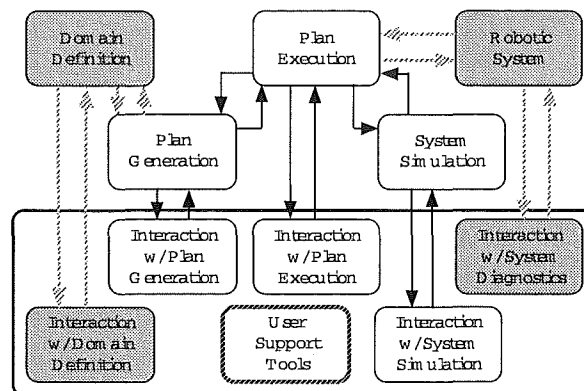 Domain
Definition
Plan
Execution
Robotic
System
Plan
Generation
System
Simulation
Interaction
w/Plan
Generation
Interaction
w/Plan
Execution
Interaction
w/System
Diagnostics
Interaction
w/Domain
Definition
User
Support
Tools
Interaction
w/System
Simulation